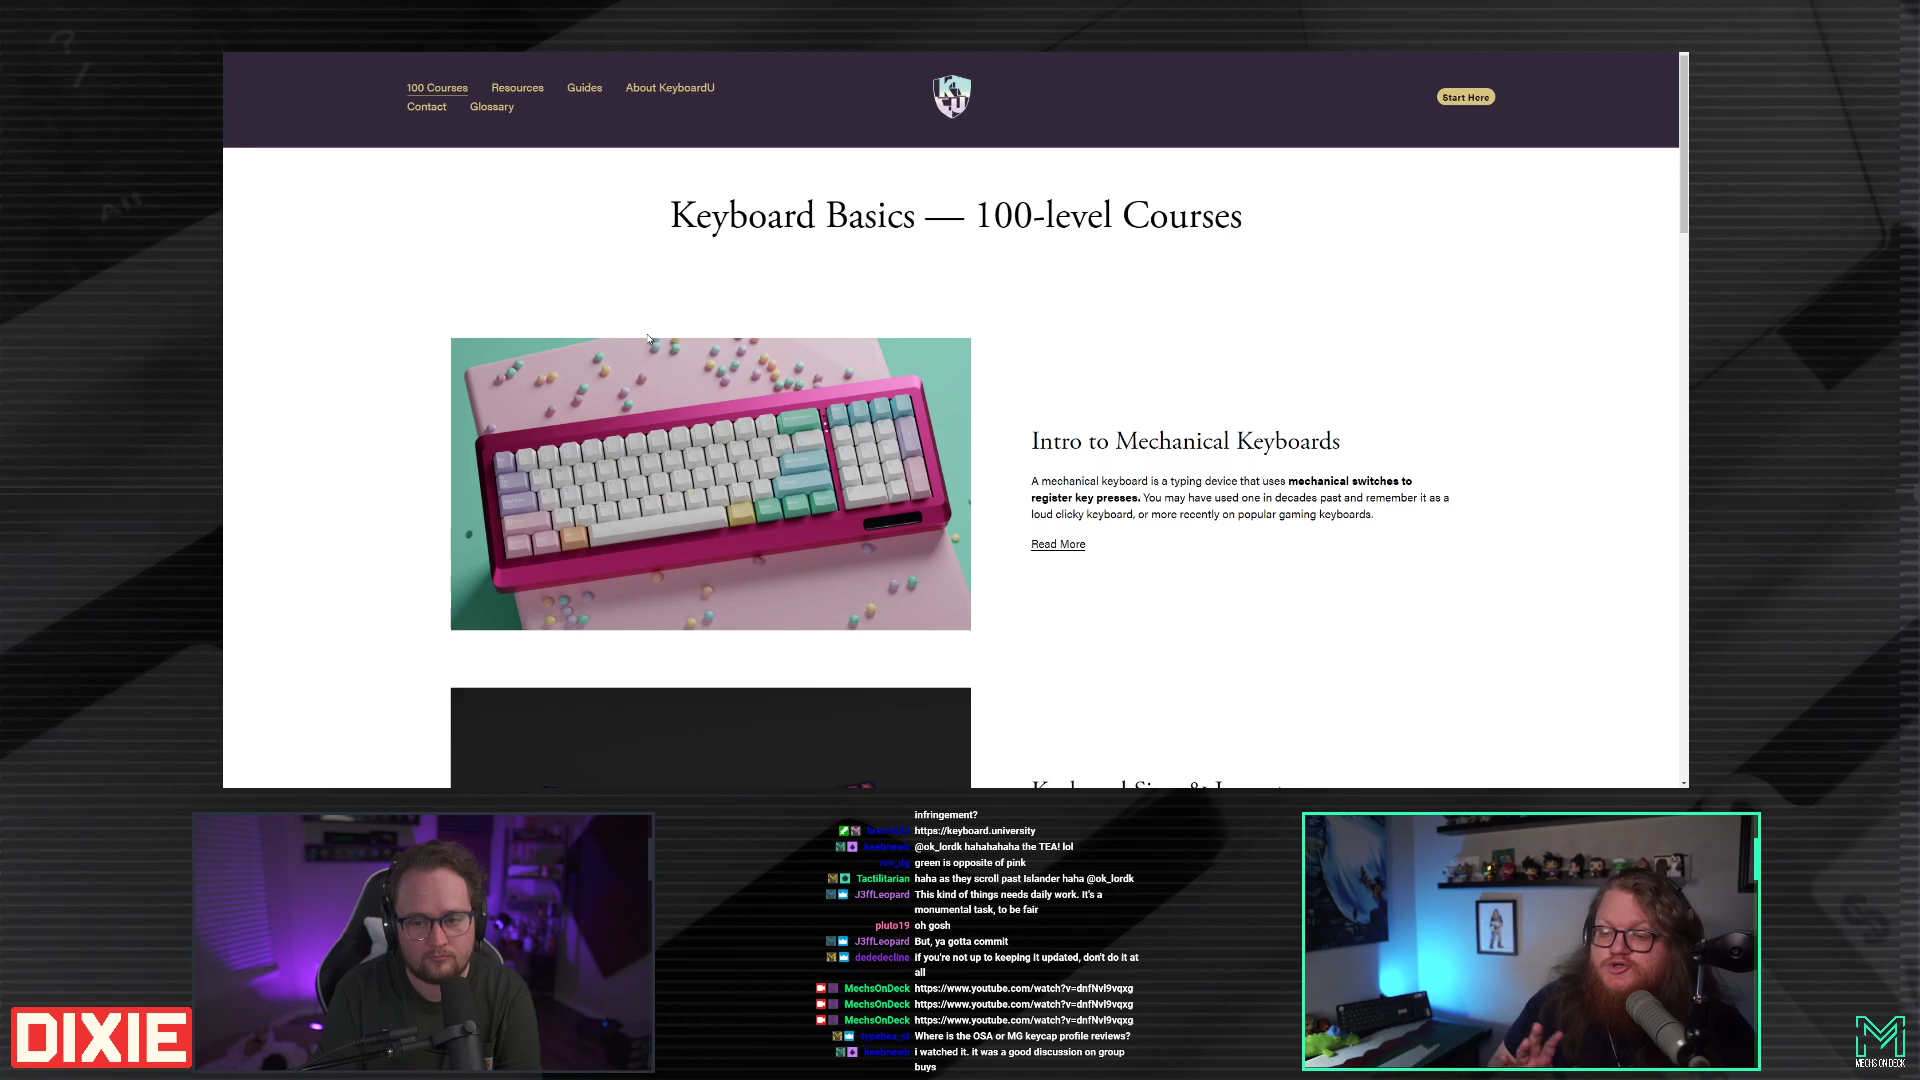 100 Courses Resources Guides About KeyboardU
Contact Glossary
Start Here
Keyboard Basics — 100-level Courses
Intro to Mechanical Keyboards
A mechanical keyboard is a typing device that uses mechanical switches to
register key presses. You may have used one in decades past and remember it as a
loud clicky keyboard, or more recently on popular gaming keyboards.
Read More
infringement?
https://keyboard.university
keebnewb @ok_lordk hahahahaha the TEA! lol
green is opposite of pink
Tactilitarian haha as they scroll past Islander haha @ok_lordk
J3ffLeopard This kind of things needs daily work. It's a
monumental task, to be fair
pluto19 oh gosh
J3ffLeopard But, ya gotta commit
dededecline If you're not up to keeping it updated, don't do it at
all
MechsOnDeck https://www.youtube.com/watch?v=dnfNvl9vqxg
MechsOnDeck https://www.youtube.com/watch?v=dnfNvl9vqxg
MechsOnDeck https://www.youtube.com/watch?v=dnfNvl9vqxg
Where is the OSA or MG keycap profile reviews?
keebnewb i watched it. it was a good discussion on group
buys
DIXIE
MECHS ON DECK
Alt